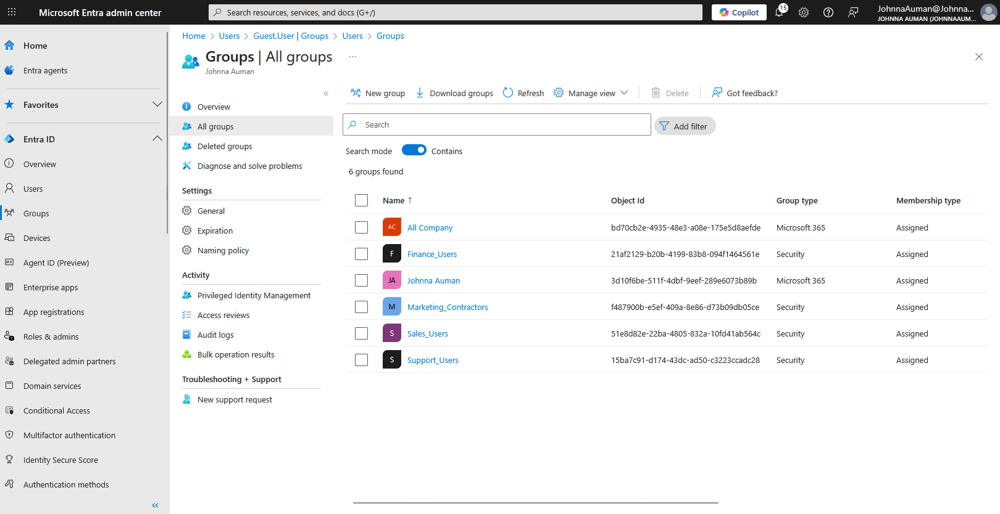 Microsoft Entra admin center
Search resources, services, and docs (G+/)
Copilot
15
JohnnaAuman@Johnna...
JOHNNA AUMAN (JOHNNAAUM...
Home
Entra agents
Favorites
Entra ID
Overview
Users
Groups
Devices
Agent ID (Preview)
Enterprise apps
App registrations
Roles & admins
Delegated admin partners
Domain services
Conditional Access
Multifactor authentication
Identity Secure Score
Authentication methods
Home > Users > Guest.User | Groups > Users > Groups
Groups | All groups ...
Johnna Auman
Overview
All groups
Deleted groups
Diagnose and solve problems
Settings
General
Expiration
Naming policy
Activity
Privileged Identity Management
Access reviews
Audit logs
Bulk operation results
Troubleshooting + Support
New support request
New group Download groups Refresh Manage view Delete Got feedback?
Search
Add filter
Search mode Contains
6 groups found
Name ↑ Object Id Group type Membership type
AC All Company bd70cb2e-4935-48e3-a08e-175e5d8aefde Microsoft 365 Assigned
F Finance_Users 21af2129-b20b-4199-83b8-094f1464561e Security Assigned
JA Johnna Auman 3d10f6be-511f-4dbf-9eef-289e6073b89b Microsoft 365 Assigned
M Marketing_Contractors f487900b-e5ef-409a-8e86-d73b09db05ce Security Assigned
S Sales_Users 51e8d82e-22ba-4805-832a-10fd41ab564c Security Assigned
S Support_Users 15ba7c91-d174-43dc-ad50-c3223ccadc28 Security Assigned